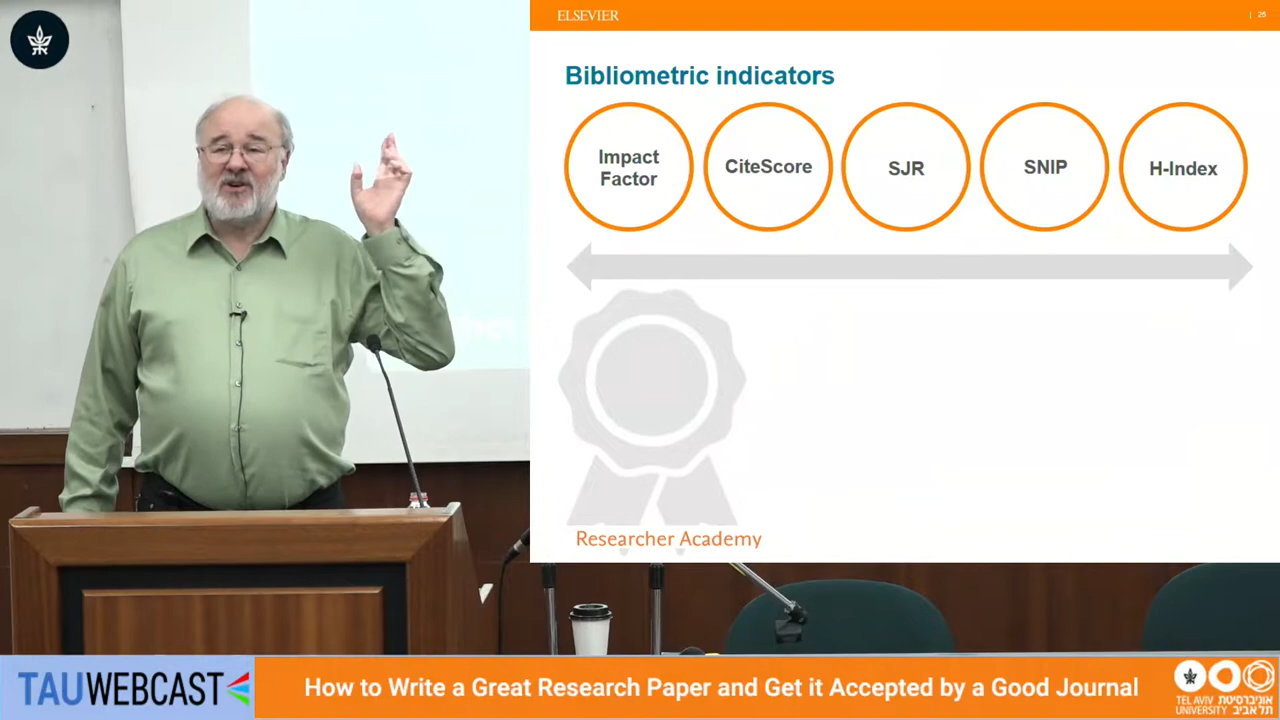 ELSEVIER
| 25
Bibliometric indicators
Impact
Factor
CiteScore
SJR
SNIP
H-Index
Researcher Academy
TAUWEBCAST
How to Write a Great Research Paper and Get it Accepted by a Good Journal
TEL AVIV
UNIVERSITY
אוניברסיטת
תל אביב